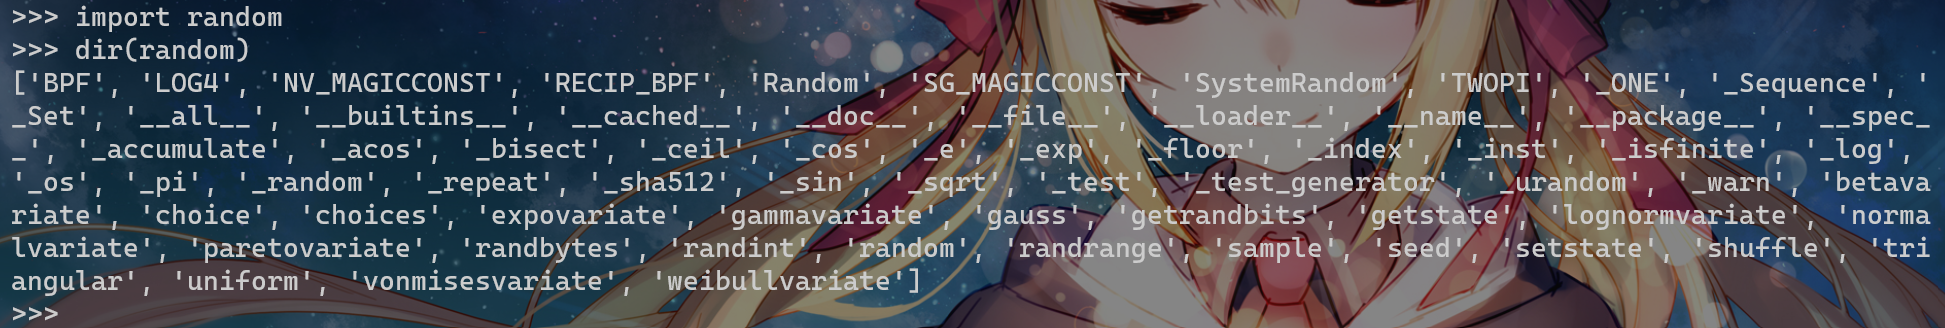 >>> import random
>>> dir(random)
['BPF', 'LOG4', 'NV_MAGICCONST', 'RECIP_BPF', 'Random', 'SG_MAGICCONST', 'SystemRandom', 'TWOPI', '_ONE', '_Sequence', '
_Set', '__all__', '__builtins__', '__cached__', '__doc__', '__file__', '__loader__', '__name__', '__package__', '__spec_
_', '_accumulate', '_acos', '_bisect', '_ceil', '_cos', '_e', '_exp', '_floor', '_index', '_inst', '_isfinite', '_log',
'_os', '_pi', '_random', '_repeat', '_sha512', '_sin', '_sqrt', '_test', '_test_generator', '_urandom', '_warn', 'betava
riate', 'choice', 'choices', 'expovariate', 'gammavariate', 'gauss', 'getrandbits', 'getstate', 'lognormvariate', 'norma
lvariate', 'paretovariate', 'randbytes', 'randint', 'random', 'randrange', 'sample', 'seed', 'setstate', 'shuffle', 'tri
angular', 'uniform', 'vonmisesvariate', 'weibullvariate']
>>>